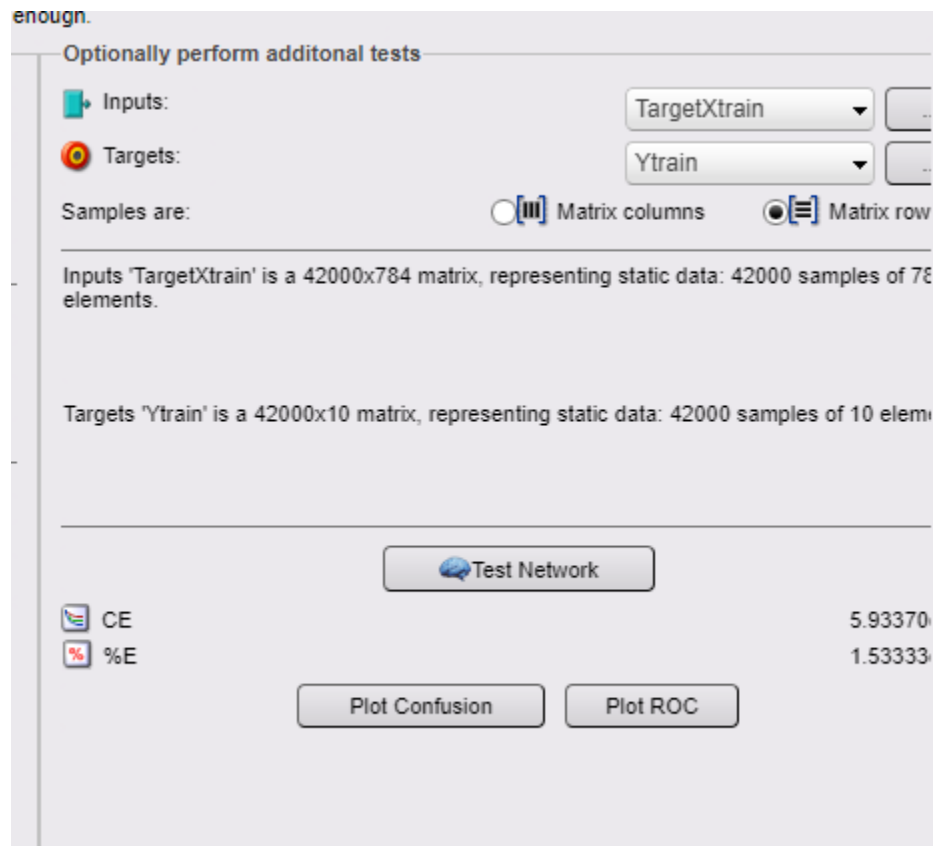 enough.
Optionally perform additonal tests
Inputs:
TargetXtrain
Targets:
Ytrain
Samples are:
Matrix columns
Matrix row
Inputs 'TargetXtrain' is a 42000x784 matrix, representing static data: 42000 samples of 78
elements.
Targets 'Ytrain' is a 42000x10 matrix, representing static data: 42000 samples of 10 elem
Test Network
CE
5.93370
%E
1.53333
Plot Confusion
Plot ROC